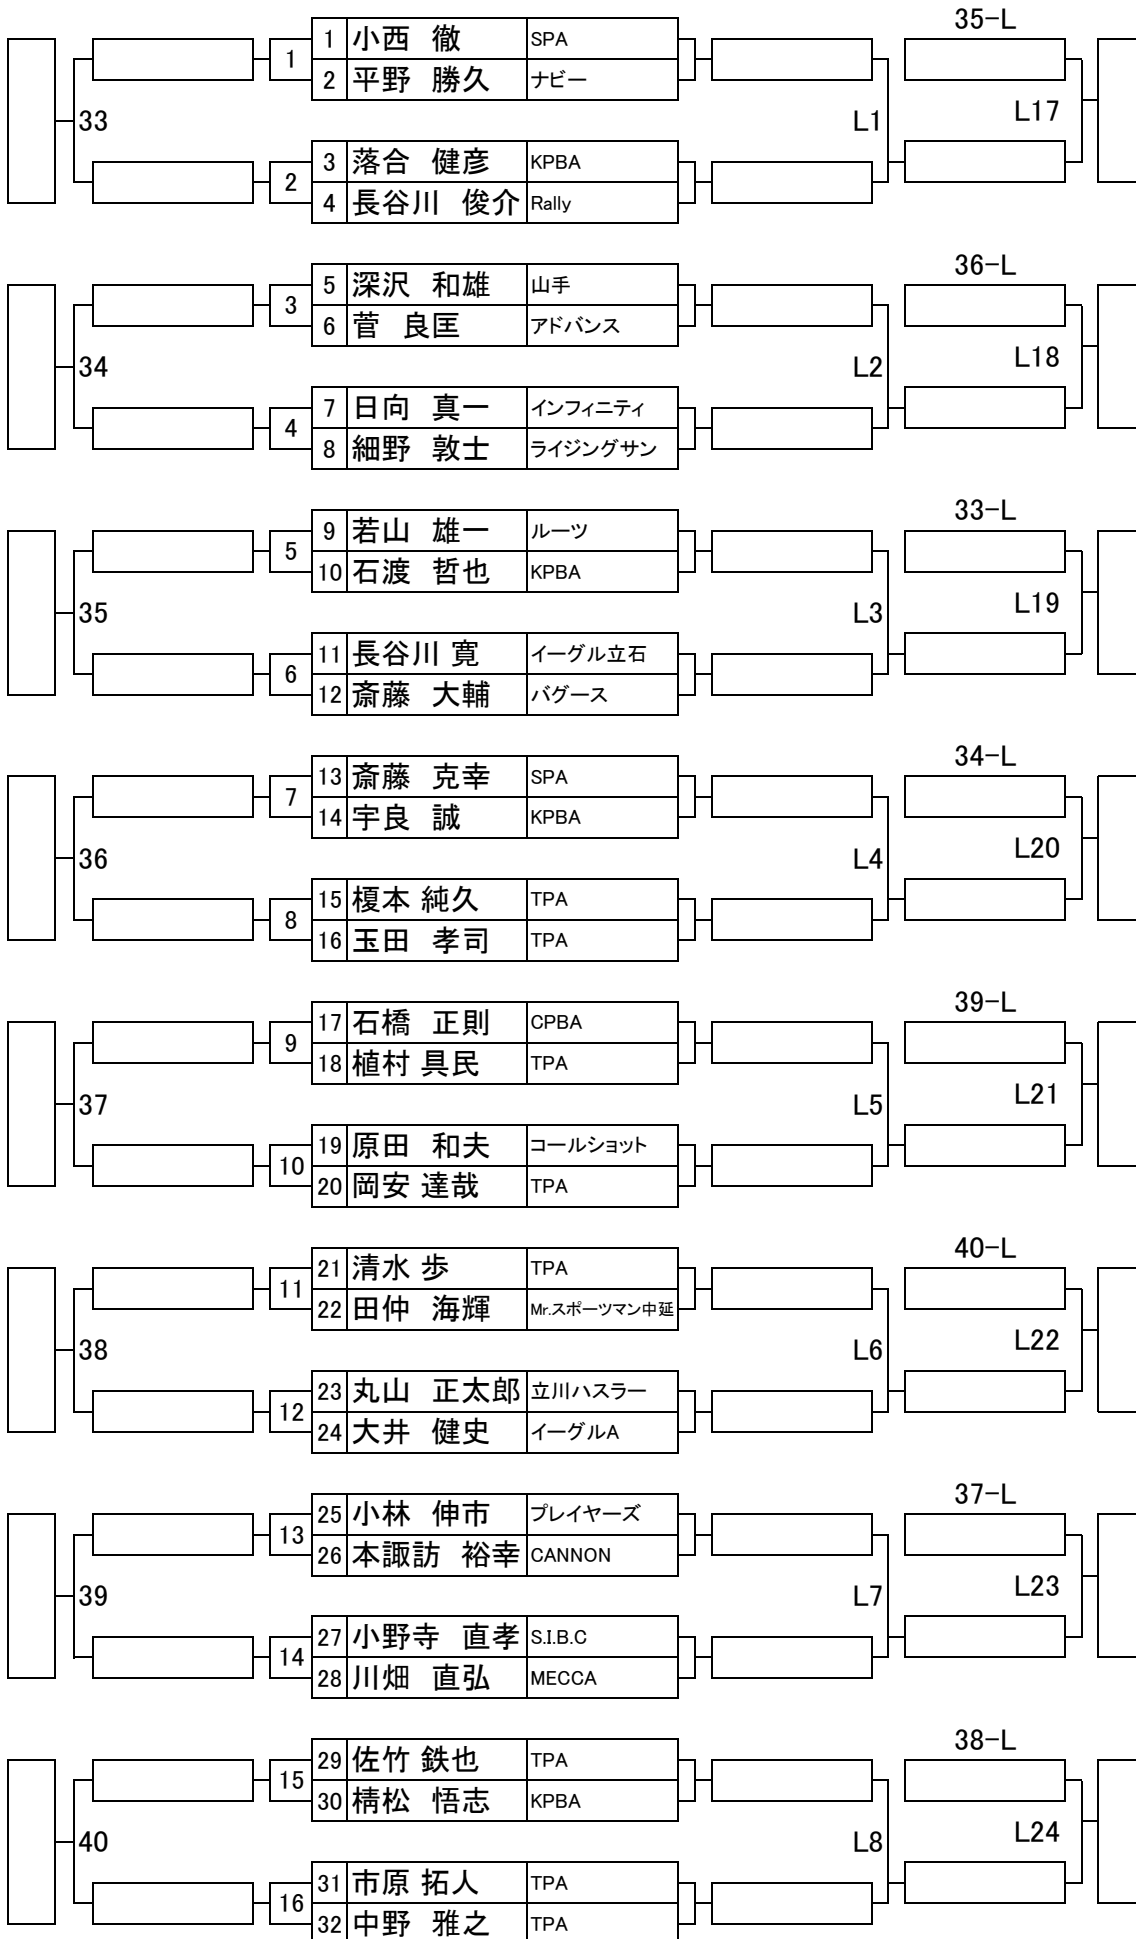 35-L
1 1 小西 徹 SPA
2 平野 勝久 ナビー
33 L1 L17
2 3 落合 健彦 KPBA
4 長谷川 俊介 Rally
36-L
3 5 深沢 和雄 山手
6 菅 良匡 アドバンス
34 L2 L18
4 7 日向 真一 インフィニティ
8 細野 敦士 ライジングサン
33-L
5 9 若山 雄一 ルーツ
10 石渡 哲也 KPBA
35 L3 L19
6 11 長谷川 寛 イーグル立石
12 斎藤 大輔 バグース
34-L
7 13 斎藤 克幸 SPA
14 宇良 誠 KPBA
36 L4 L20
8 15 榎本 純久 TPA
16 玉田 孝司 TPA
39-L
9 17 石橋 正則 CPBA
18 植村 具民 TPA
37 L5 L21
10 19 原田 和夫 コールショット
20 岡安 達哉 TPA
40-L
11 21 清水 歩 TPA
22 田仲 海輝 Mr.スポーツマン中延
38 L6 L22
12 23 丸山 正太郎 立川ハスラー
24 大井 健史 イーグルA
37-L
13 25 小林 伸市 プレイヤーズ
26 本諏訪 裕幸 CANNON
39 L7 L23
14 27 小野寺 直孝 S.I.B.C
28 川畑 直弘 MECCA
38-L
15 29 佐竹 鉄也 TPA
30 楕松 悟志 KPBA
40 L8 L24
16 31 市原 拓人 TPA
32 中野 雅之 TPA